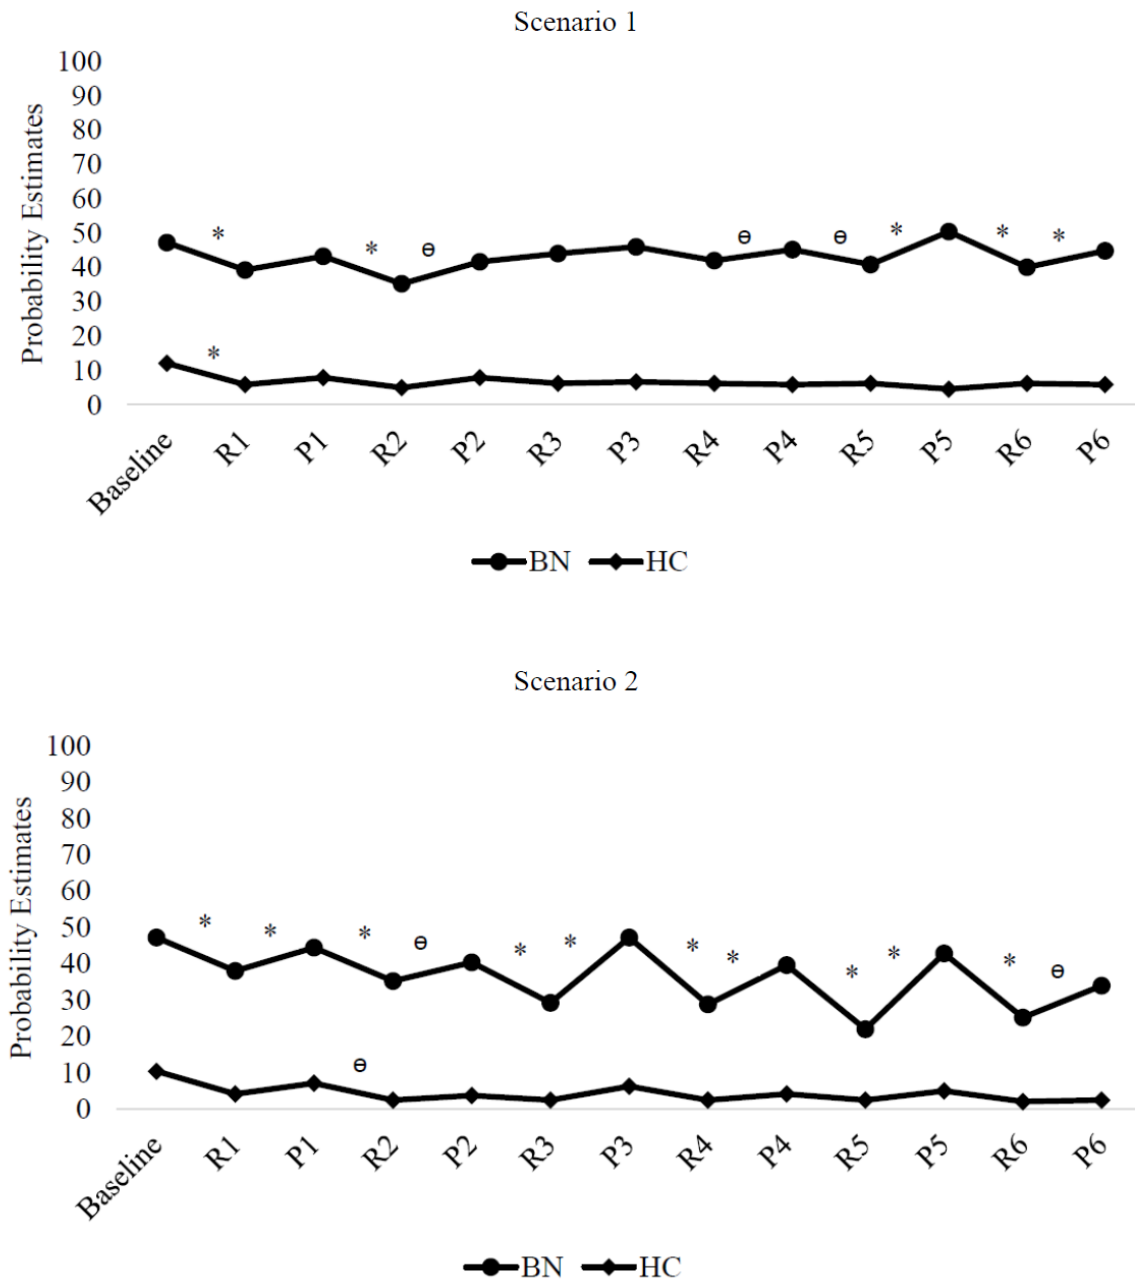 Scenario 1
Probability Estimates
100
90
80
70
60
50
40
30
20
10
0
* * ɵ ɵ ɵ * * *
*
Baseline R1 P1 R2 P2 R3 P3 R4 P4 R5 P5 R6 P6
BN HC
Scenario 2
Probability Estimates
100
90
80
70
60
50
40
30
20
10
0
* * * ɵ * * * * * * * ɵ
ɵ
Baseline R1 P1 R2 P2 R3 P3 R4 P4 R5 P5 R6 P6
BN HC